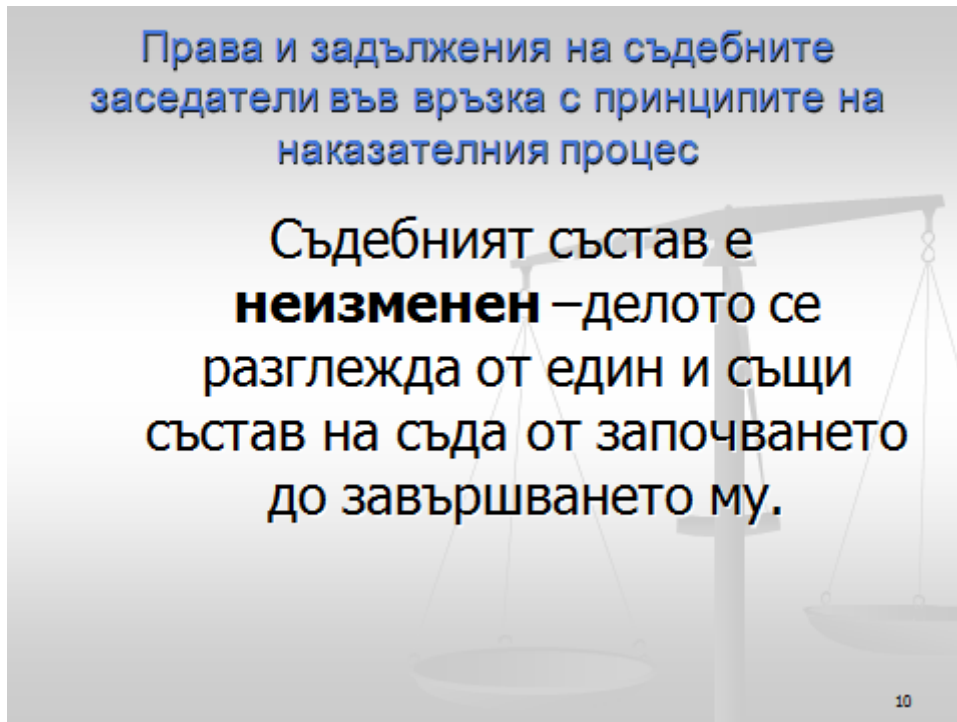 Права и задължения на съдебните
заседатели във връзка с принципите на
наказателния процес
Съдебният състав е
неизменен –делото се
разглежда от един и същи
състав на съда от започването
до завършването му.
10